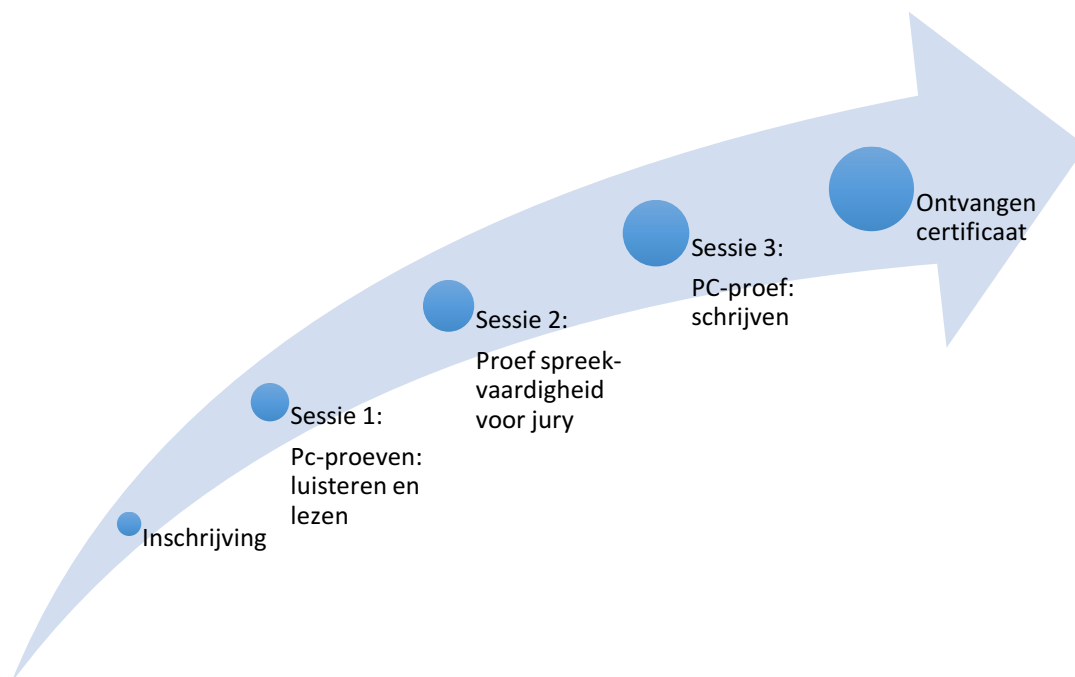 Inschrijving
Sessie 1:
Pc-proeven:
luisteren en
lezen
Sessie 2:
Proef spreek-
vaardigheid
voor jury
Sessie 3:
PC-proef:
schrijven
Ontvangen
certificaat